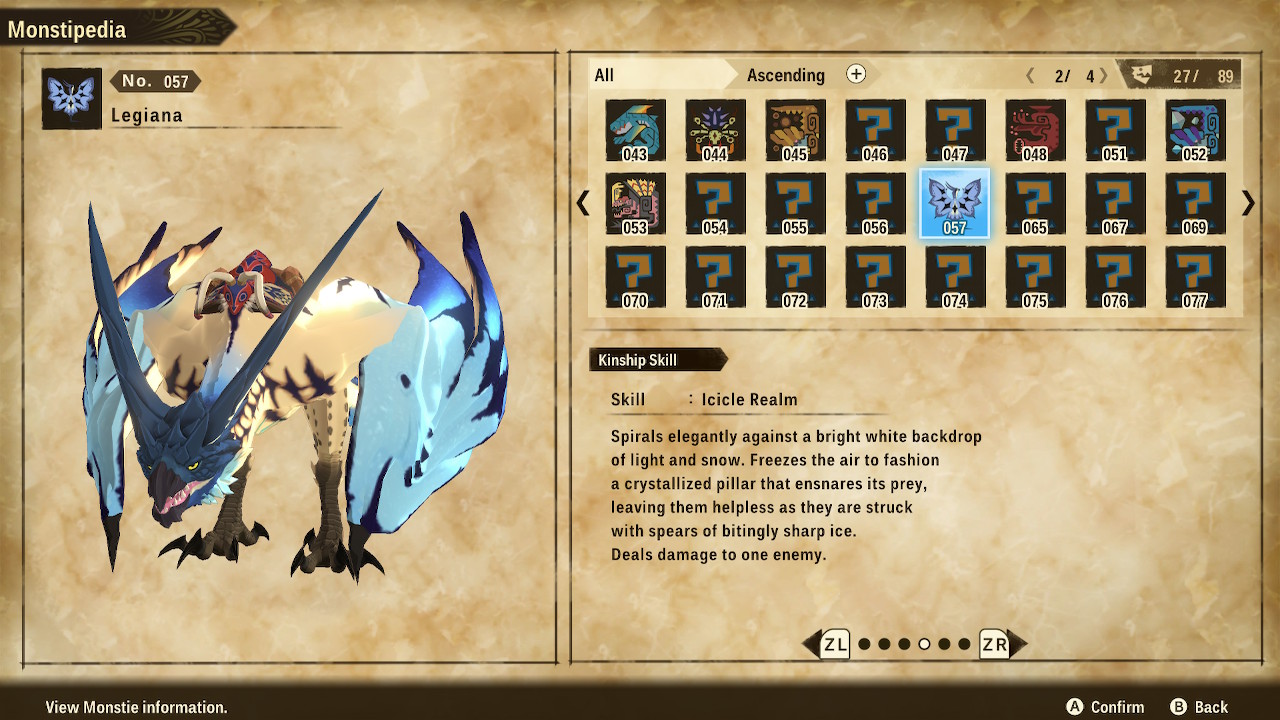 Monstipedia
No. 057
Legiana
All
Ascending
2/ 4
27/ 89
043 044 045 046 047 048 051 052
053 054 055 056 057 065 067 069
070 071 072 073 074 075 076 077
Kinship Skill
Skill : Icicle Realm
Spirals elegantly against a bright white backdrop
of light and snow. Freezes the air to fashion
a crystallized pillar that ensnares its prey,
leaving them helpless as they are struck
with spears of bitingly sharp ice.
Deals damage to one enemy.
ZL ZR
View Monstie information.
A Confirm B Back